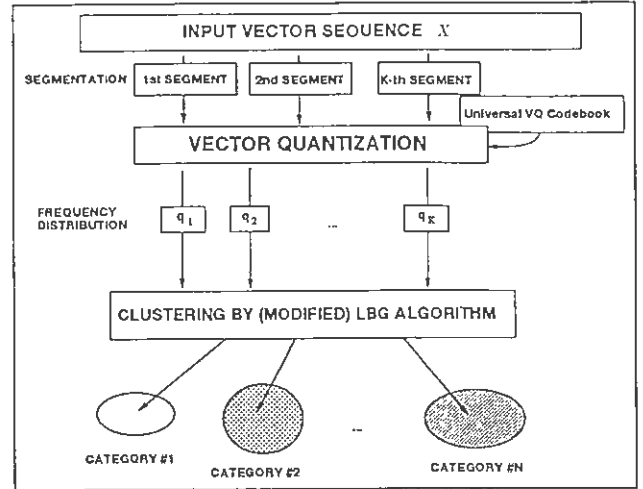 INPUT VECTOR SEQUENCE X
SEGMENTATION
1st SEGMENT
2nd SEGMENT
K-th SEGMENT
Universal VQ Codebook
VECTOR QUANTIZATION
FREQUENCY
DISTRIBUTION
q1
q2
...
qK
CLUSTERING BY (MODIFIED) LBG ALGORITHM
...
CATEGORY #1
CATEGORY #2
CATEGORY #N